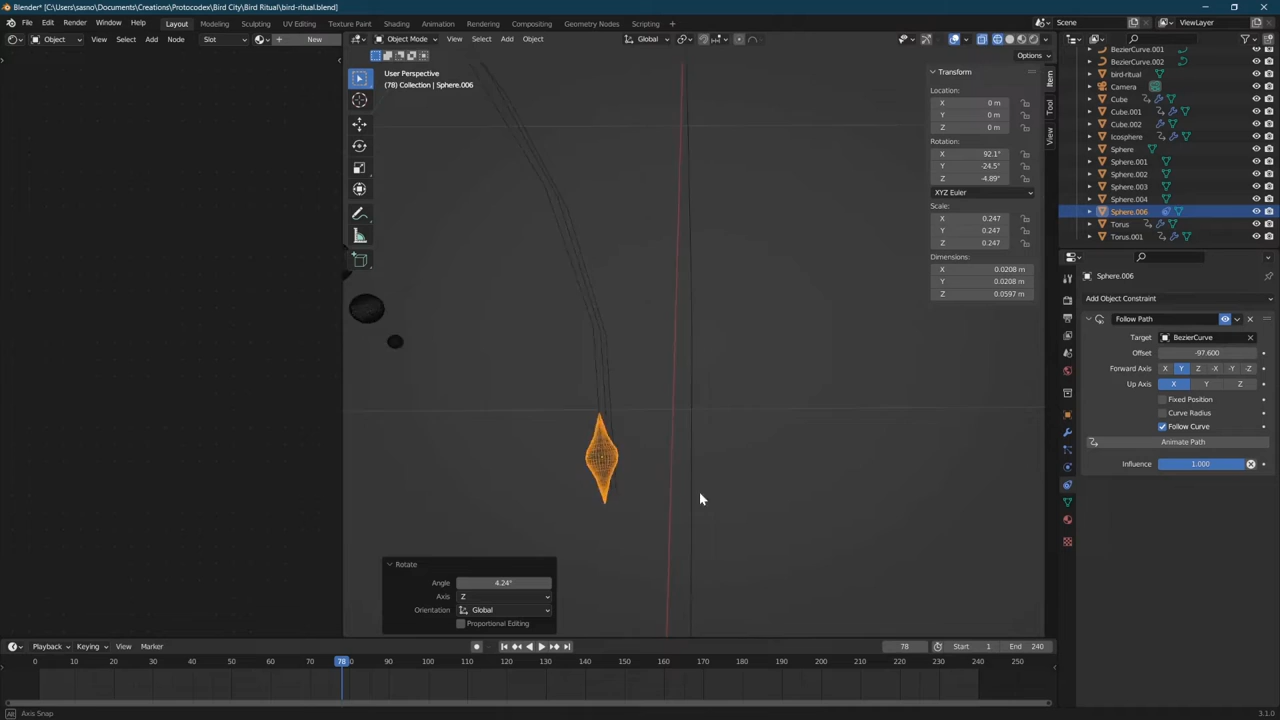 Blender* [C:\Users\sasno\Documents\Creations\Protocodex\Bird City\Bird Ritual\bird-ritual.blend]
File Edit Render Window Help Layout Modeling Sculpting UV Editing Texture Paint Shading Animation Rendering Compositing Geometry Nodes Scripting + Scene ViewLayer
Object View Select Add Node Slot New Object Mode View Select Add Object Global
Options
User Perspective
(78) Collection | Sphere.006
Transform
Location:
X 0 m
Y 0 m
Z 0 m
Rotation:
X 92.1°
Y -24.5°
Z -4.89°
XYZ Euler
Scale:
X 0.247
Y 0.247
Z 0.247
Dimensions:
X 0.0208 m
Y 0.0208 m
Z 0.0597 m
Item
Tool
View
BezierCurve.001
BezierCurve.002
bird-ritual
Camera
Cube
Cube.001
Cube.002
Icosphere
Sphere
Sphere.001
Sphere.002
Sphere.003
Sphere.004
Sphere.006
Torus
Torus.001
Sphere.006
Add Object Constraint
Follow Path
Target BezierCurve
Offset -97.600
Forward Axis X Y Z -X -Y -Z
Up Axis X Y Z
Fixed Position
Curve Radius
Follow Curve
Animate Path
Influence 1.000
Rotate
Angle 4.24°
Axis Z
Orientation Global
Proportional Editing
Playback Keying View Marker 78 Start 1 End 240
0 10 20 30 40 50 60 70 78 80 90 100 110 120 130 140 150 160 170 180 190 200 210 220 230 240 250
Axis Snap 3.1.0